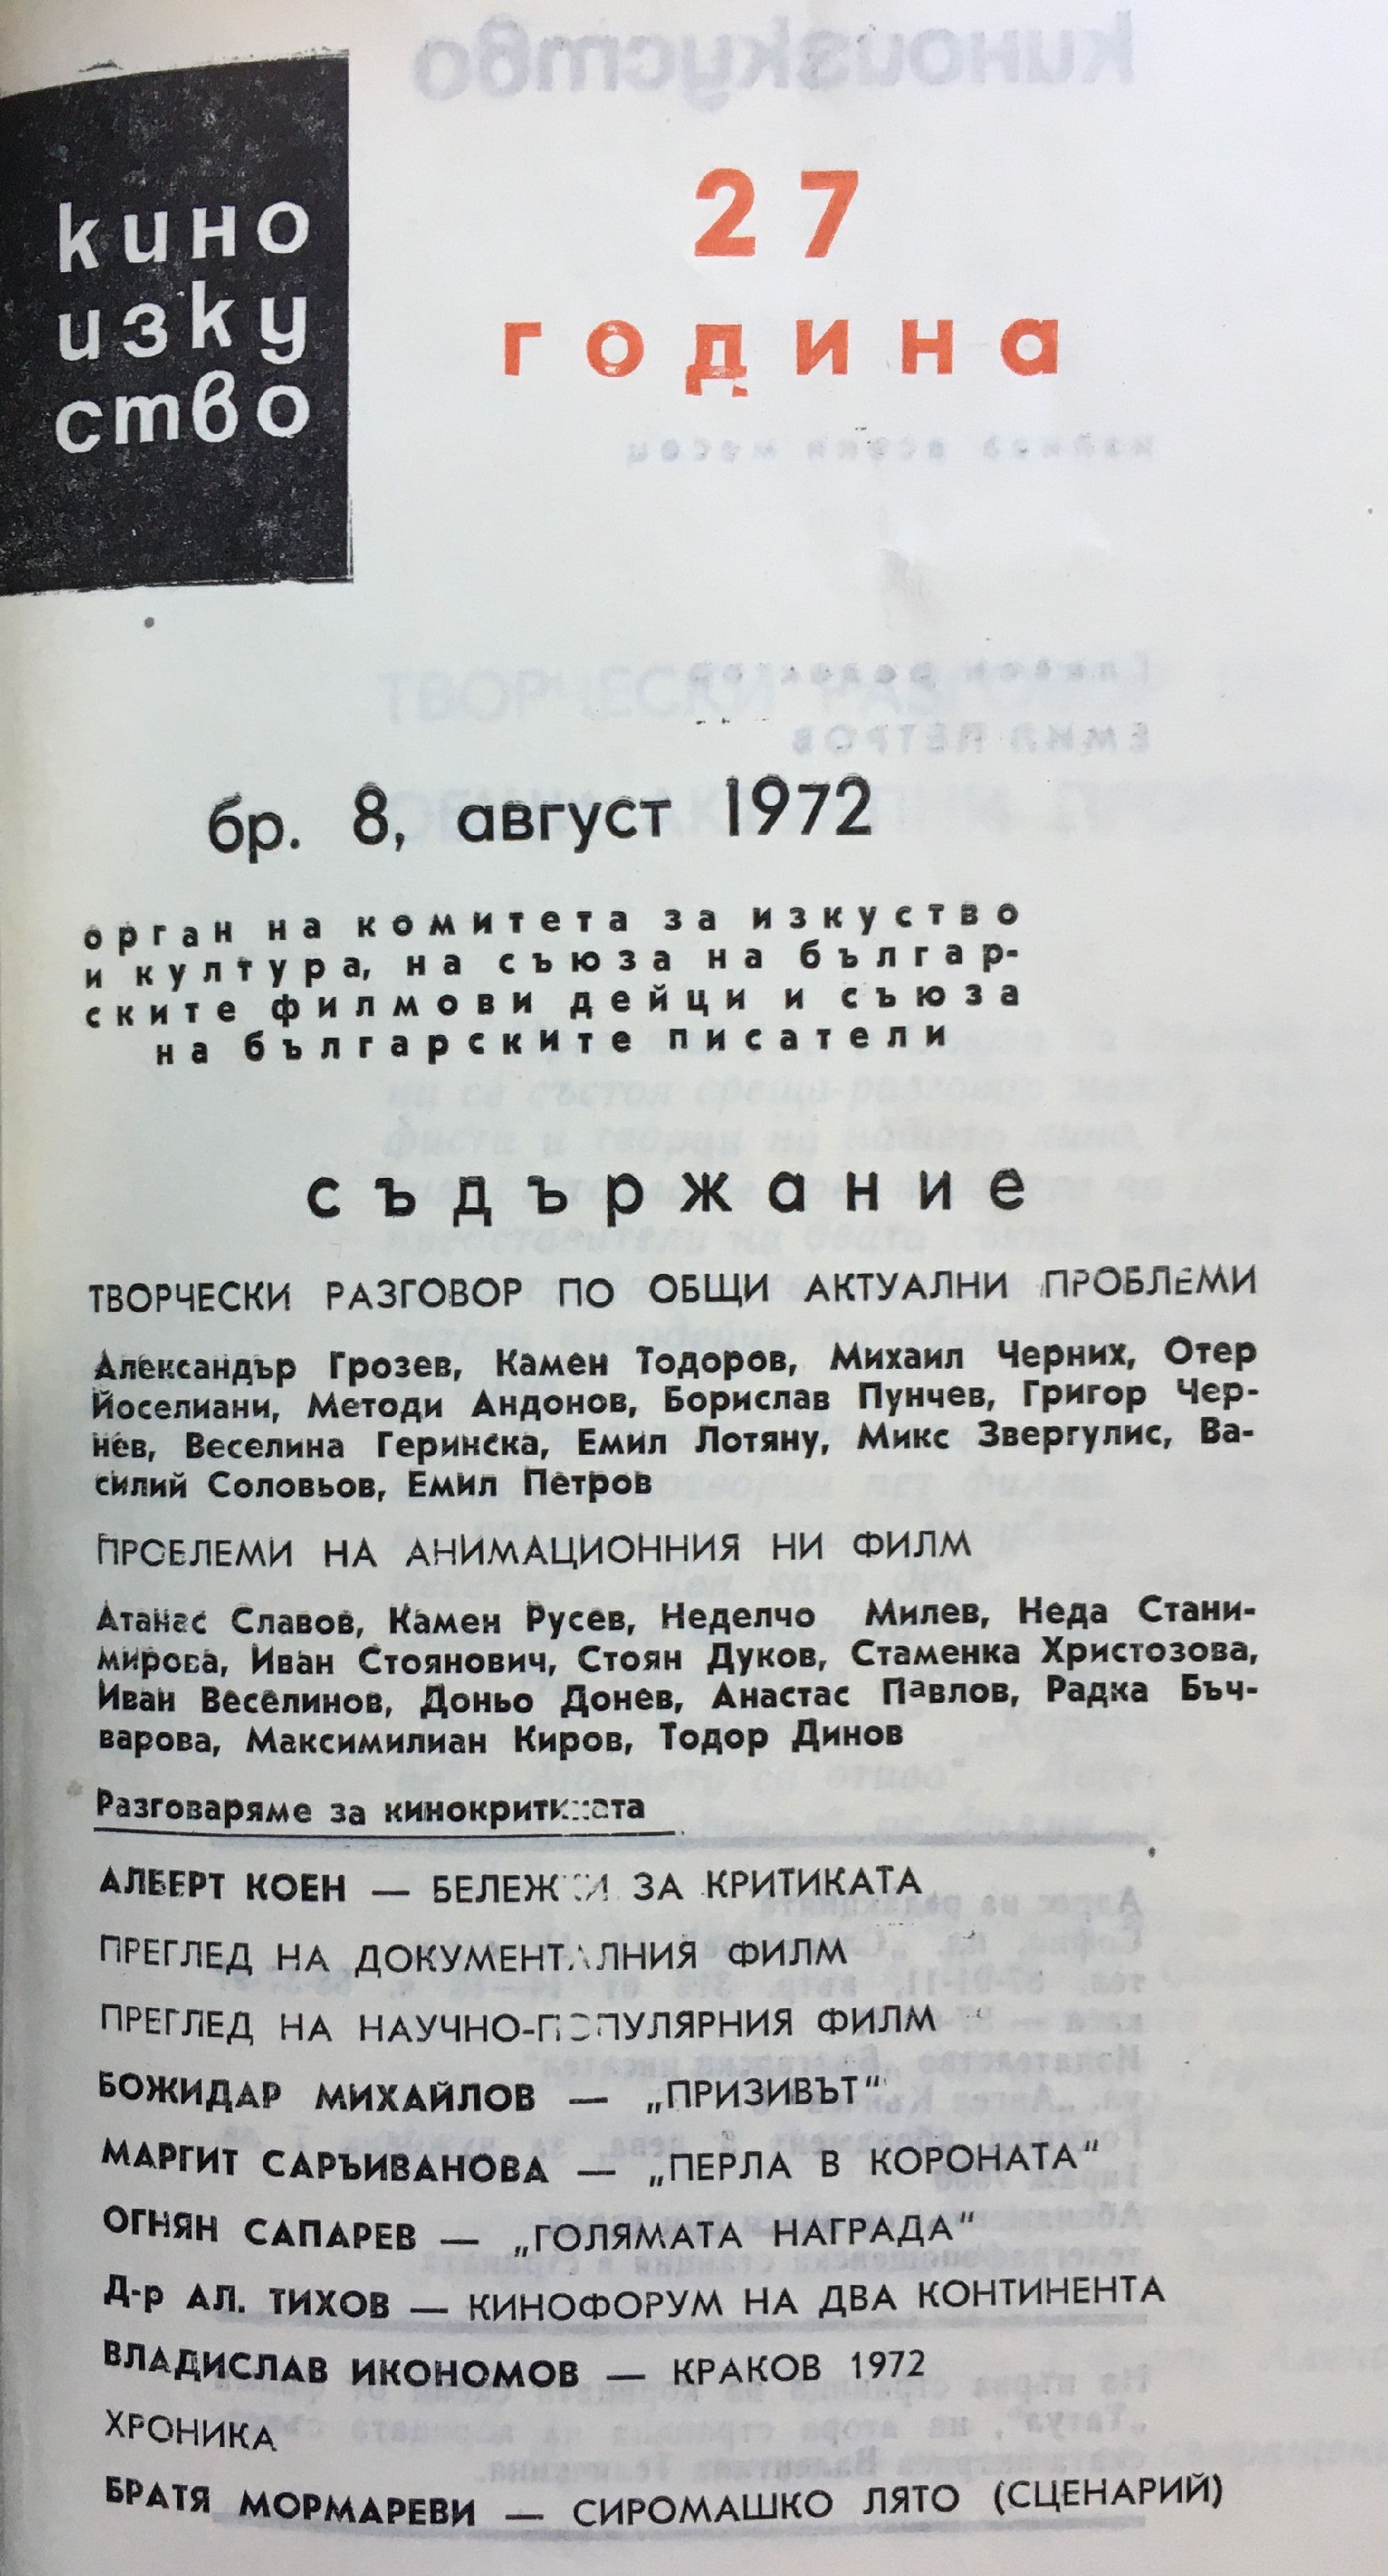 кино
изку
ство
27
година
бр. 8, август 1972
орган на комитета за изкуство
и култура, на съюза на българ-
ските филмови дейци и съюза
на българските писатели
съдържание
ТВОРЧЕСКИ РАЗГОВОР ПО ОБЩИ АКТУАЛНИ ПРОБЛЕМИ
Александър Грозев, Камен Тодоров, Михаил Черних, Отер
Йоселиани, Методи Андонов, Борислав Пунчев, Григор Чер-
нев, Веселина Геринска, Емил Лотяну, Микс Звергулис, Ва-
силий Соловьов, Емил Петров
ПРОБЛЕМИ НА АНИМАЦИОННИЯ НИ ФИЛМ
Атанас Славов, Камен Русев, Неделчо Милев, Неда Стани-
мирова, Иван Стоянович, Стоян Дуков, Стаменка Христозова,
Иван Веселинов, Доньо Донев, Анастас Павлов, Радка Бъч-
варова, Максимилиан Киров, Тодор Динов
Разговаряме за кинокритиката
АЛБЕРТ КОЕН — БЕЛЕЖКИ ЗА КРИТИКАТА
ПРЕГЛЕД НА ДОКУМЕНТАЛНИЯ ФИЛМ
ПРЕГЛЕД НА НАУЧНО-ПОПУЛЯРНИЯ ФИЛМ
БОЖИДАР МИХАЙЛОВ — „ПРИЗИВЪТ“
МАРГИТ САРЪИВАНОВА — „ПЕРЛА В КОРОНАТА“
ОГНЯН САПАРЕВ — „ГОЛЯМАТА НАГРАДА“
Д-р АЛ. ТИХОВ — КИНОФОРУМ НА ДВА КОНТИНЕНТА
ВЛАДИСЛАВ ИКОНОМОВ — КРАКОВ 1972
ХРОНИКА
БРАТЯ МОРМАРЕВИ — СИРОМАШКО ЛЯТО (СЦЕНАРИЙ)